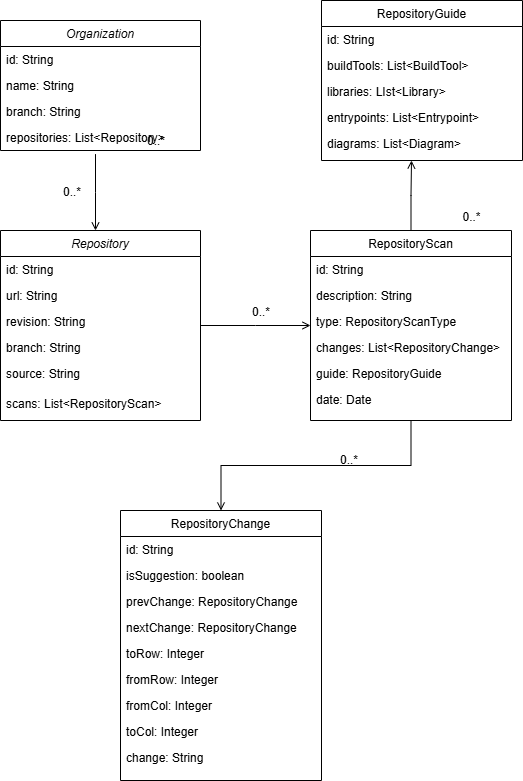 RepositoryGuide
id: String
buildTools: List<BuildTool>
libraries: LIst<Library>
entrypoints: List<Entrypoint>
diagrams: List<Diagram>
Organization
id: String
name: String
branch: String
repositories: List<Repository>
0..*
0..*
0..*
Repository
id: String
url: String
revision: String
branch: String
source: String
scans: List<RepositoryScan>
0..*
RepositoryScan
id: String
description: String
type: RepositoryScanType
changes: List<RepositoryChange>
guide: RepositoryGuide
date: Date
0..*
RepositoryChange
id: String
isSuggestion: boolean
prevChange: RepositoryChange
nextChange: RepositoryChange
toRow: Integer
fromRow: Integer
fromCol: Integer
toCol: Integer
change: String